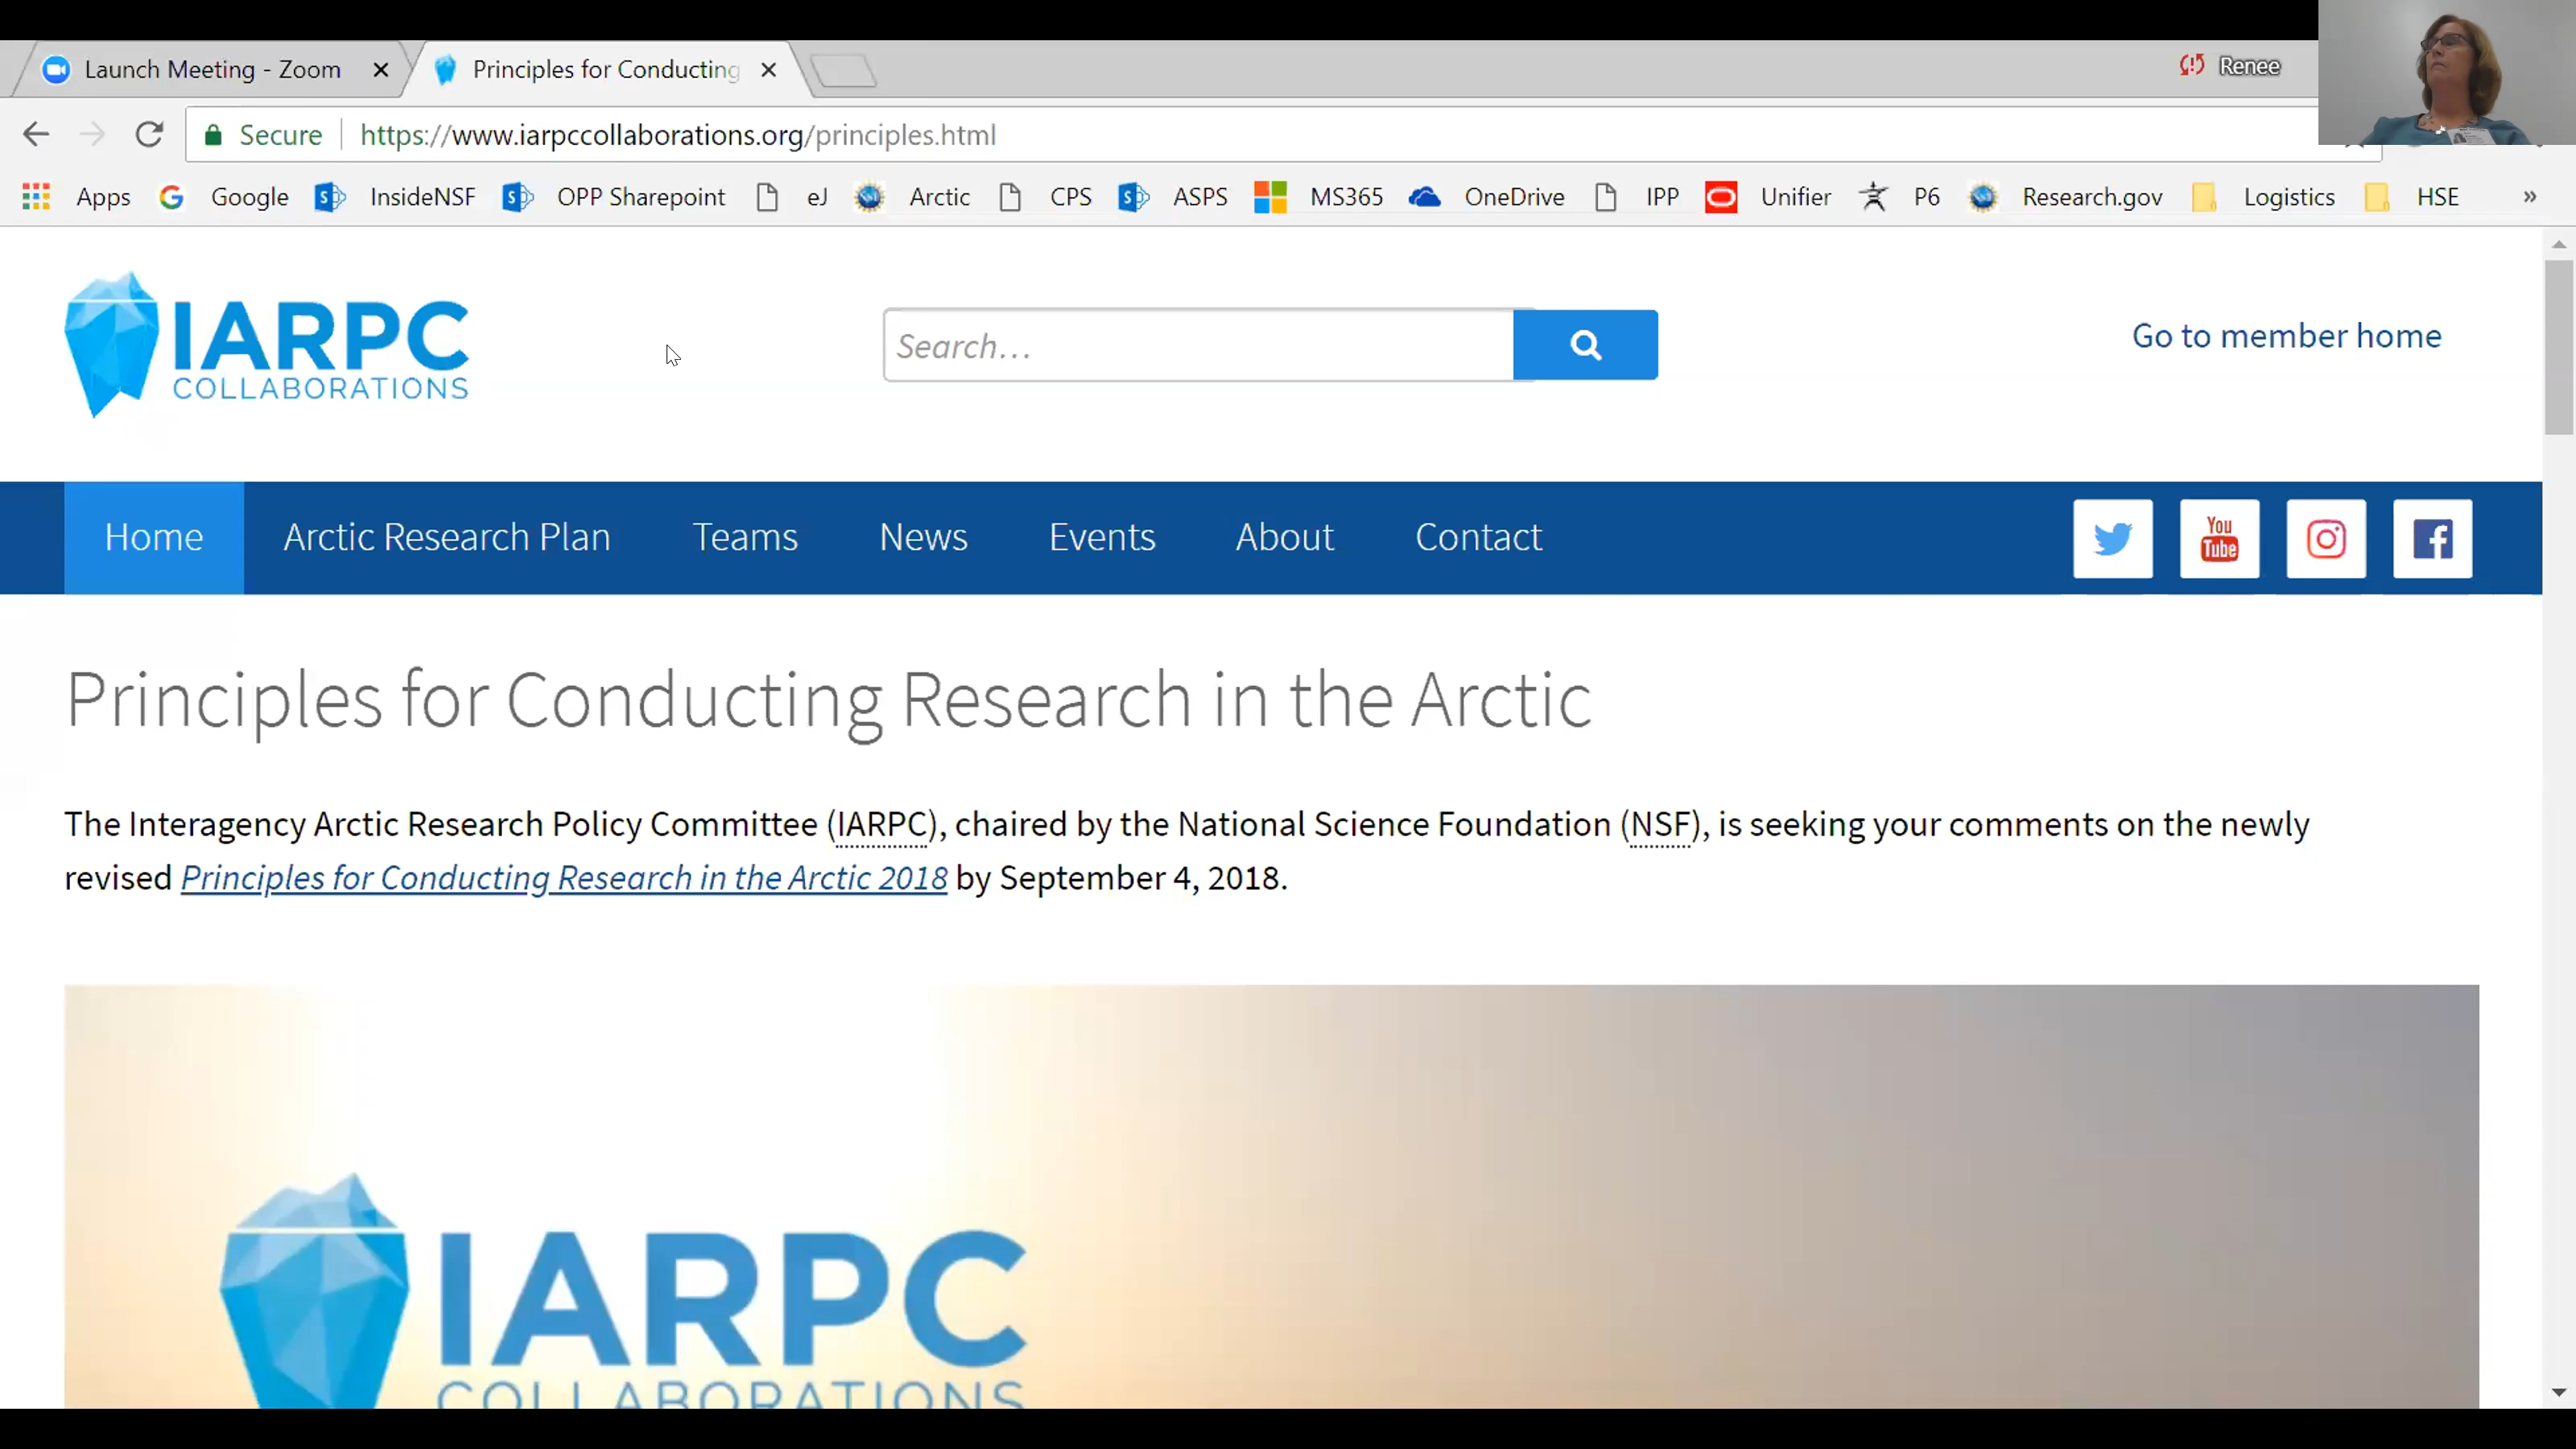 Launch Meeting - Zoom
Principles for Conducting
Renee
Secure
https://www.iarpccollaborations.org/principles.html
Apps
Google
InsideNSF
OPP Sharepoint
eJ
Arctic
CPS
ASPS
MS365
OneDrive
IPP
Unifier
P6
Research.gov
Logistics
HSE
»
IARPC
COLLABORATIONS
Search...
Go to member home
Home
Arctic Research Plan
Teams
News
Events
About
Contact
You
Tube
Principles for Conducting Research in the Arctic
The Interagency Arctic Research Policy Committee (IARPC), chaired by the National Science Foundation (NSF), is seeking your comments on the newly
revised Principles for Conducting Research in the Arctic 2018 by September 4, 2018.
IARPC
COLLABORATIONS